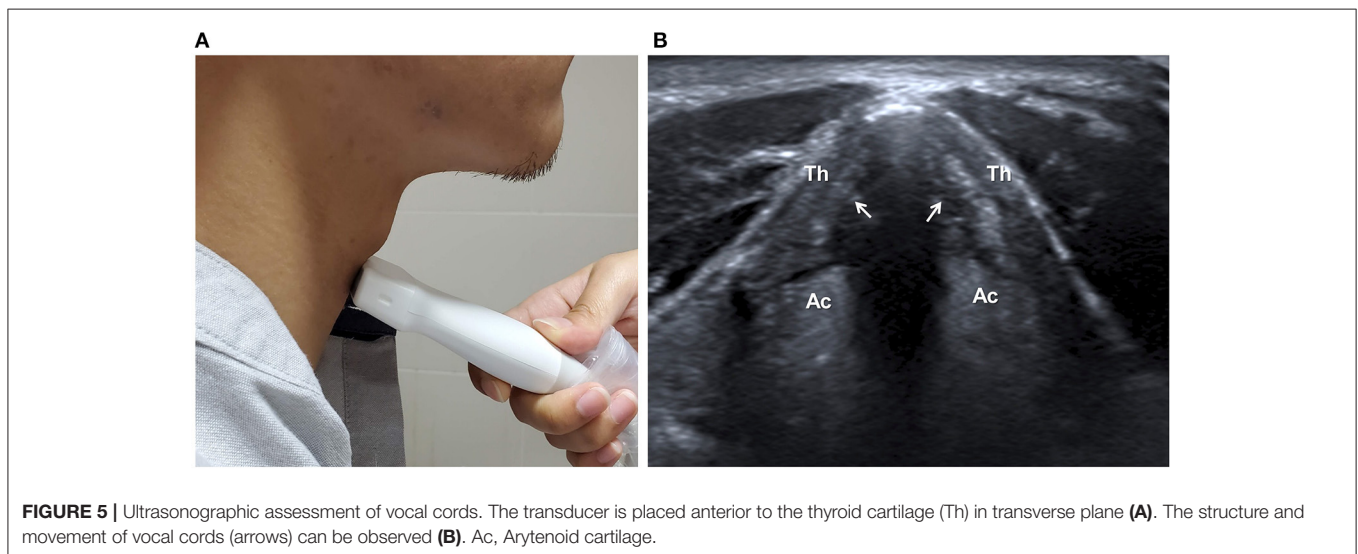 A
B
Th
Th
Ac
Ac
FIGURE 5 | Ultrasonographic assessment of vocal cords. The transducer is placed anterior to the thyroid cartilage (Th) in transverse plane (A). The structure and
movement of vocal cords (arrows) can be observed (B). Ac, Arytenoid cartilage.